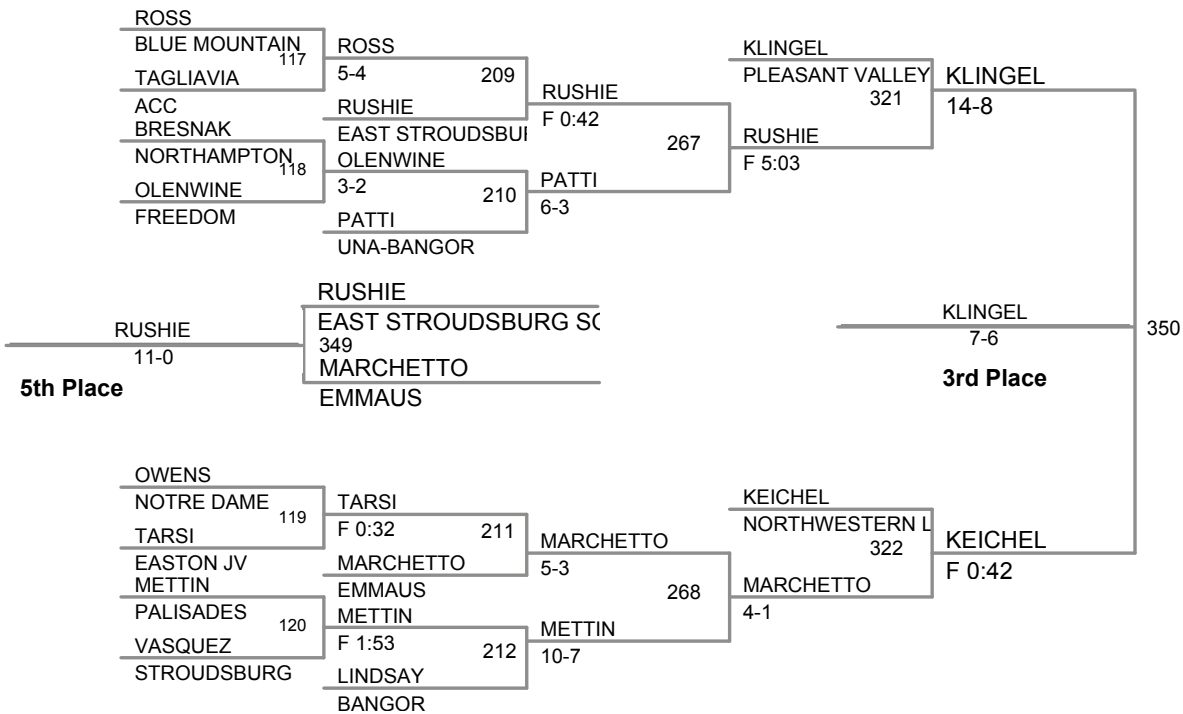 ROSS
BLUE MOUNTAIN
117
TAGLIAVIA
ACC
BRESNAK
NORTHAMPTON
118
OLENWINE
FREEDOM
ROSS
5-4
209
RUSHIE
EAST STROUDSBUR
OLENWINE
3-2
210
PATTI
UNA-BANGOR
RUSHIE
F 0:42
267
PATTI
6-3
KLINGEL
PLEASANT VALLEY
321
RUSHIE
F 5:03
KLINGEL
14-8
RUSHIE
EAST STROUDSBURG SO
349
MARCHETTO
EMMAUS
RUSHIE
11-0
5th Place
KLINGEL
7-6
3rd Place
350
OWENS
NOTRE DAME
119
TARSI
EASTON JV
METTIN
PALISADES
120
VASQUEZ
STROUDSBURG
TARSI
F 0:32
211
MARCHETTO
EMMAUS
METTIN
F 1:53
212
LINDSAY
BANGOR
MARCHETTO
5-3
268
METTIN
10-7
KEICHEL
NORTHWESTERN L
322
MARCHETTO
4-1
KEICHEL
F 0:42